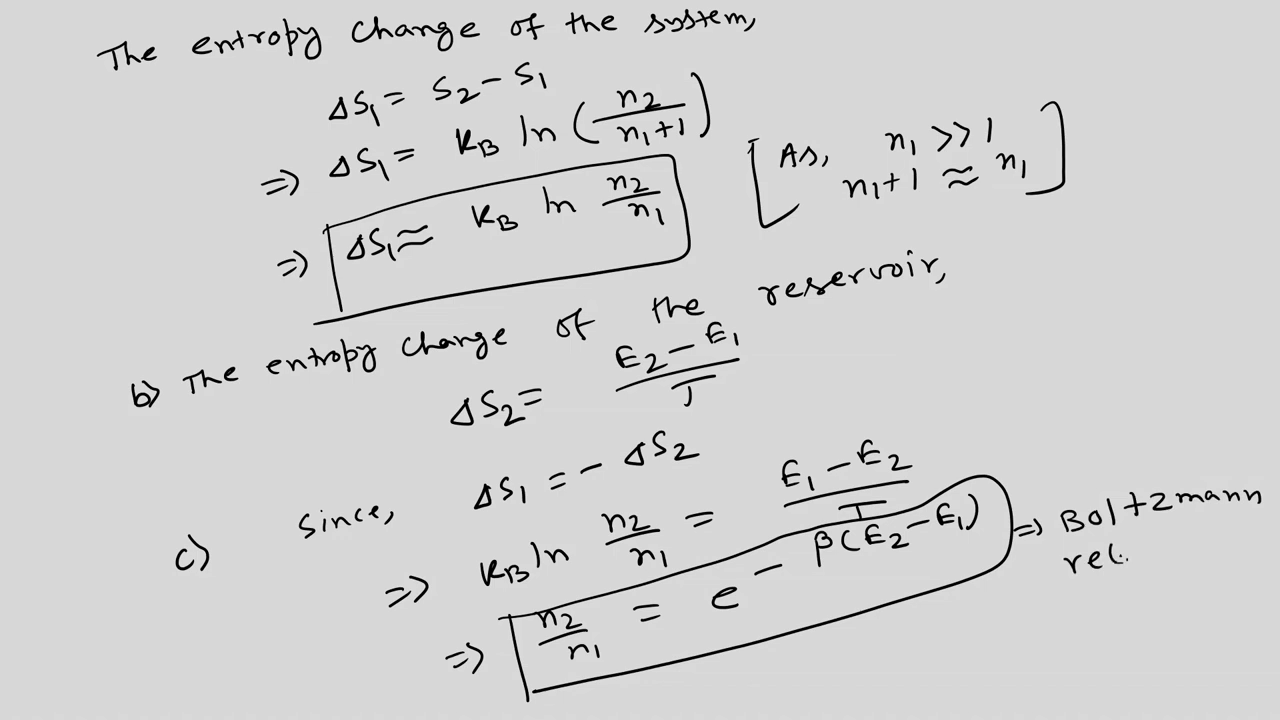 The entropy change of the system,
ΔS₁ = S₂ − S₁
⇒ ΔS₁ = k_B ln (n₂/(n₁+1)) [As, n₁ >> 1
n₁+1 ≈ n₁]
⇒ ΔS₁ ≈ k_B ln n₂/n₁
b) The entropy change of the reservoir,
ΔS₂ = (E₂ − E₁)/T
c) since, ΔS₁ = − ΔS₂
⇒ k_B ln n₂/n₁ = (E₁ − E₂)/T
⇒ n₂/n₁ = e^(−β(E₂ − E₁)) ⇒ Boltzmann